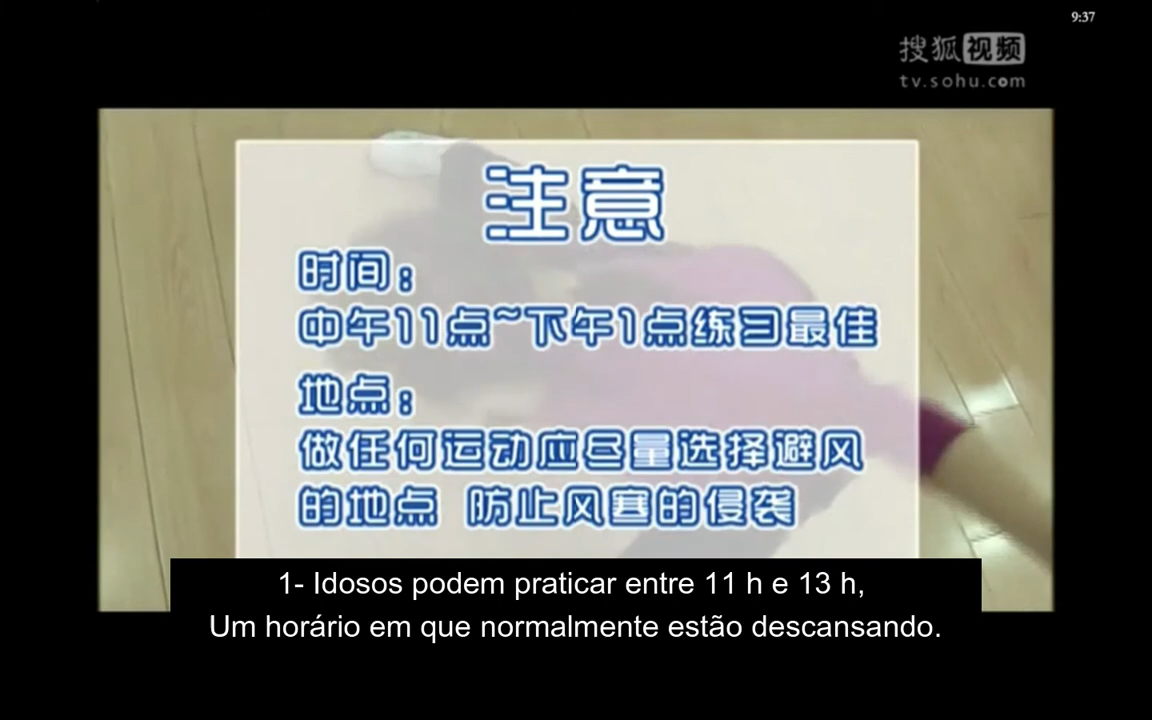 9:37
搜狐视频
tv.sohu.com
注意
时间：
中午11点~下午1点练习最佳
地点：
做任何运动应尽量选择避风
的地点 防止风寒的侵袭
1- Idosos podem praticar entre 11 h e 13 h,
Um horário em que normalmente estão descansando.